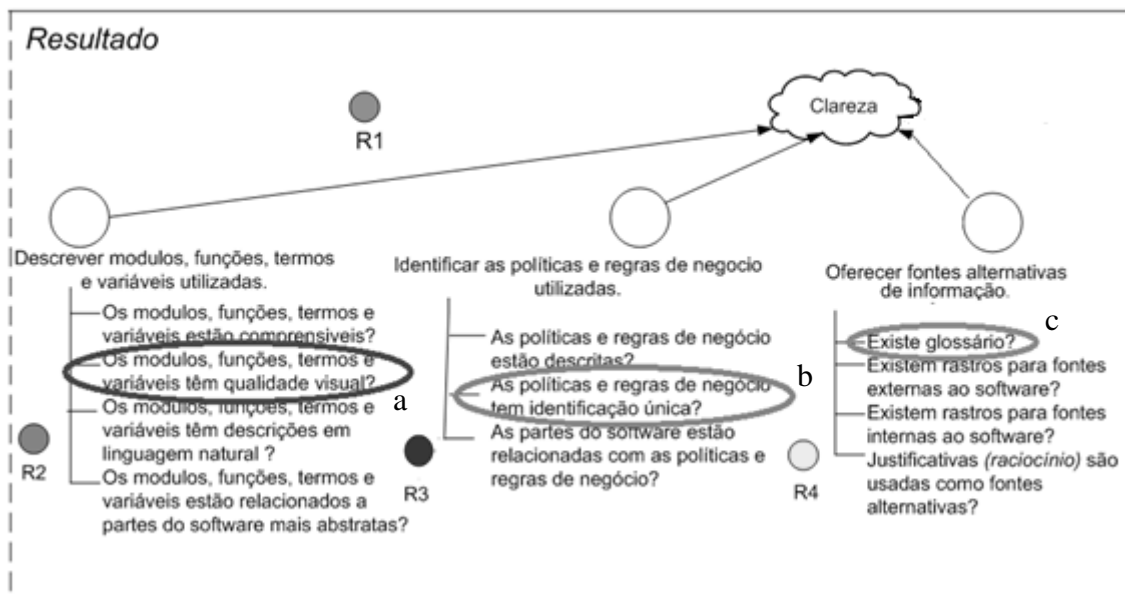 Resultado
Clareza
R1
Descrever modulos, funções, termos
e variáveis utilizadas.
Os modulos, funções, termos e
variáveis estão comprensiveis?
Os modulos, funções, termos e
variáveis têm qualidade visual?
a
Os modulos, funções, termos e
variáveis têm descrições em
linguagem natural ?
Os modulos, funções, termos e
variáveis estão relacionados a
partes do software mais abstratas?
R2
Identificar as políticas e regras de negocio
utilizadas.
As políticas e regras de negócio
estão descritas?
As políticas e regras de negócio
tem identificação única?
b
As partes do software estão
relacionadas com as políticas e
regras de negócio?
R3
Oferecer fontes alternativas
de informação.
c
Existe glossário?
Existem rastros para fontes
externas ao software?
Existem rastros para fontes
internas ao software?
Justificativas (raciocínio) são
usadas como fontes
alternativas?
R4